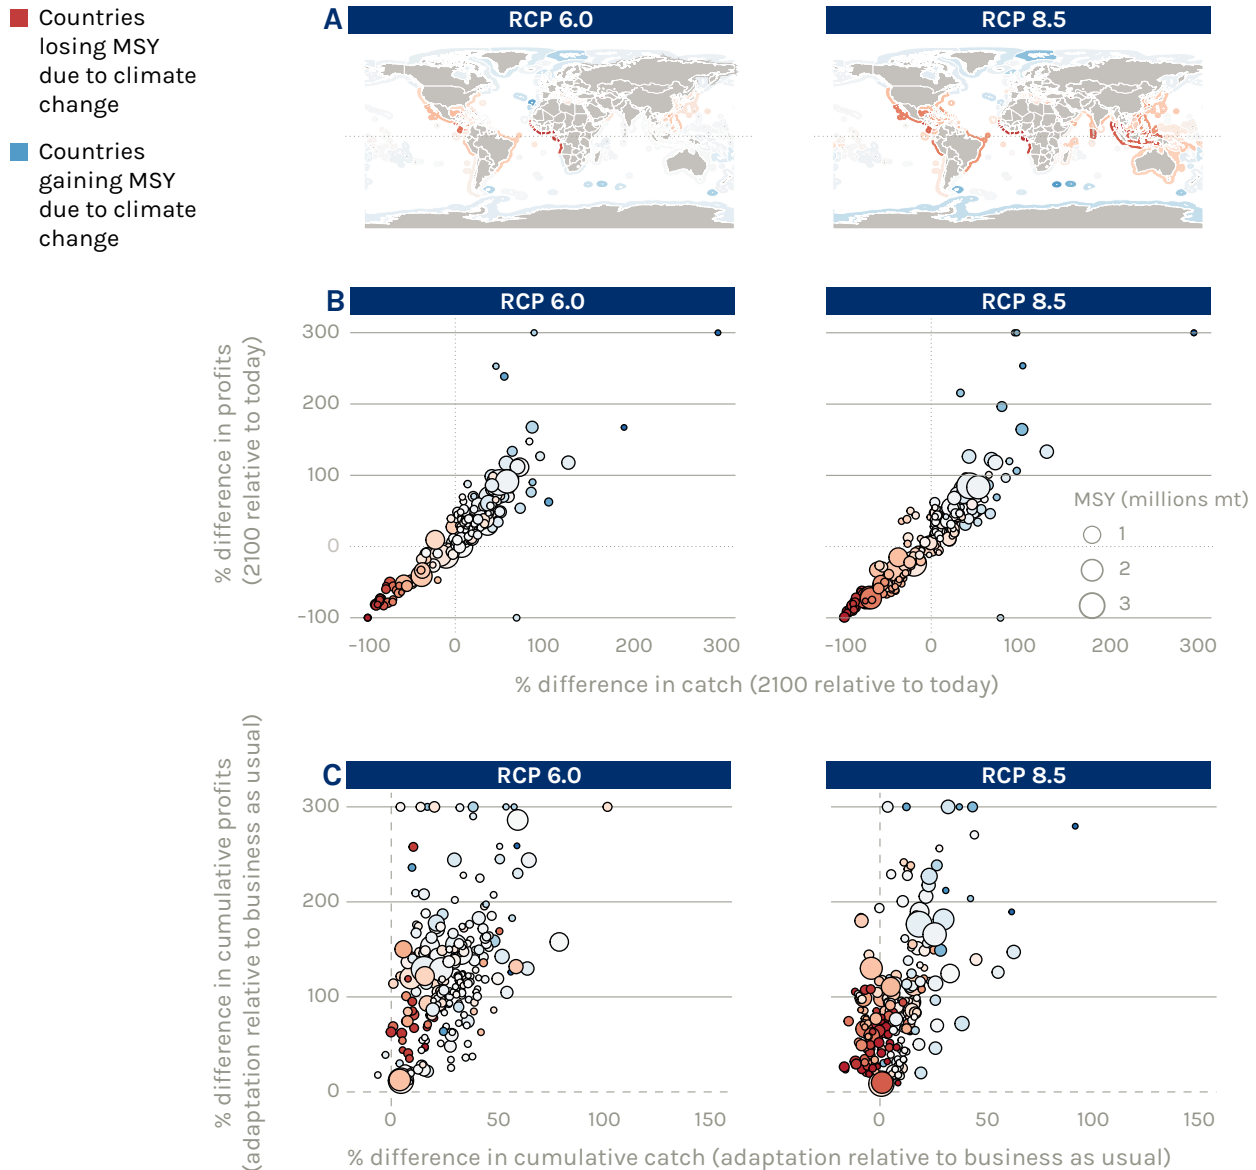 Countries
losing MSY
due to climate
change
Countries
gaining MSY
due to climate
change
A
RCP 6.0
RCP 8.5
B
RCP 6.0
RCP 8.5
% difference in profits
(2100 relative to today)
300
200
100
0
-100
-100 0 100 200 300
-100 0 100 200 300
MSY (millions mt)
1
2
3
% difference in catch (2100 relative to today)
C
RCP 6.0
RCP 8.5
% difference in cumulative profits
(adaptation relative to business as usual)
300
200
100
0
0 50 100 150
0 50 100 150
% difference in cumulative catch (adaptation relative to business as usual)